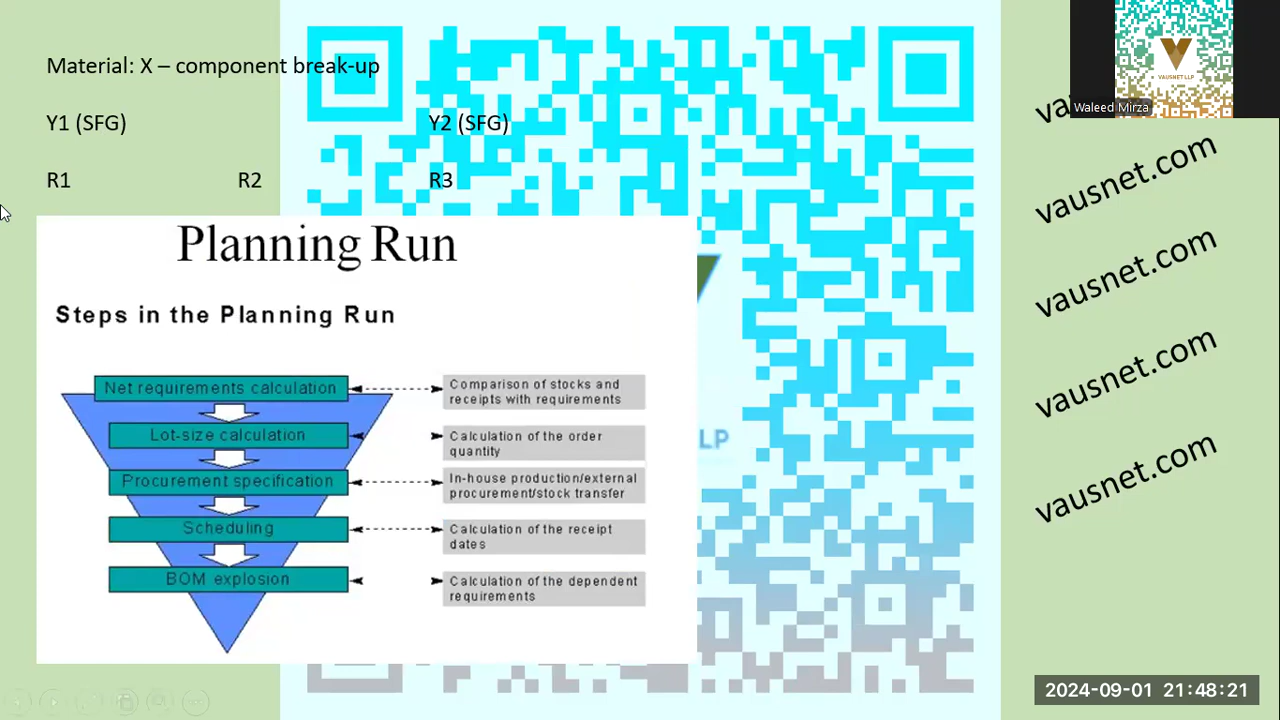 Material: X – component break-up
Y1 (SFG) Y2 (SFG)
R1 R2 R3
Planning Run
Steps in the Planning Run
Net requirements calculation
Comparison of stocks and
receipts with requirements
Lot-size calculation
Calculation of the order
quantity
Procurement specification
In-house production/external
procurement/stock transfer
Scheduling
Calculation of the receipt
dates
BOM explosion
Calculation of the dependent
requirements
LP
VAUSNET LLP
Waleed Mirza
vausnet.com
vausnet.com
vausnet.com
vausnet.com
2024-09-01 21:48:21